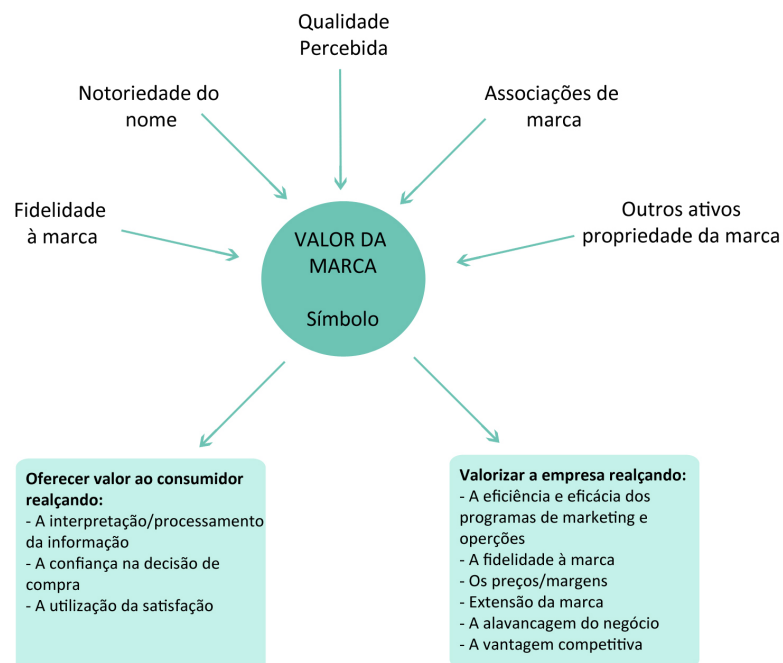 Qualidade
Percebida
Notoriedade do
nome
Associações de
marca
Fidelidade
à marca
Outros ativos
propriedade da marca
VALOR DA
MARCA
Símbolo
Oferecer valor ao consumidor
realçando:
- A interpretação/processamento
da informação
- A confiança na decisão de
compra
- A utilização da satisfação
Valorizar a empresa realçando:
- A eficiência e eficácia dos
programas de marketing e
operções
- A fidelidade à marca
- Os preços/margens
- Extensão da marca
- A alavancagem do negócio
- A vantagem competitiva